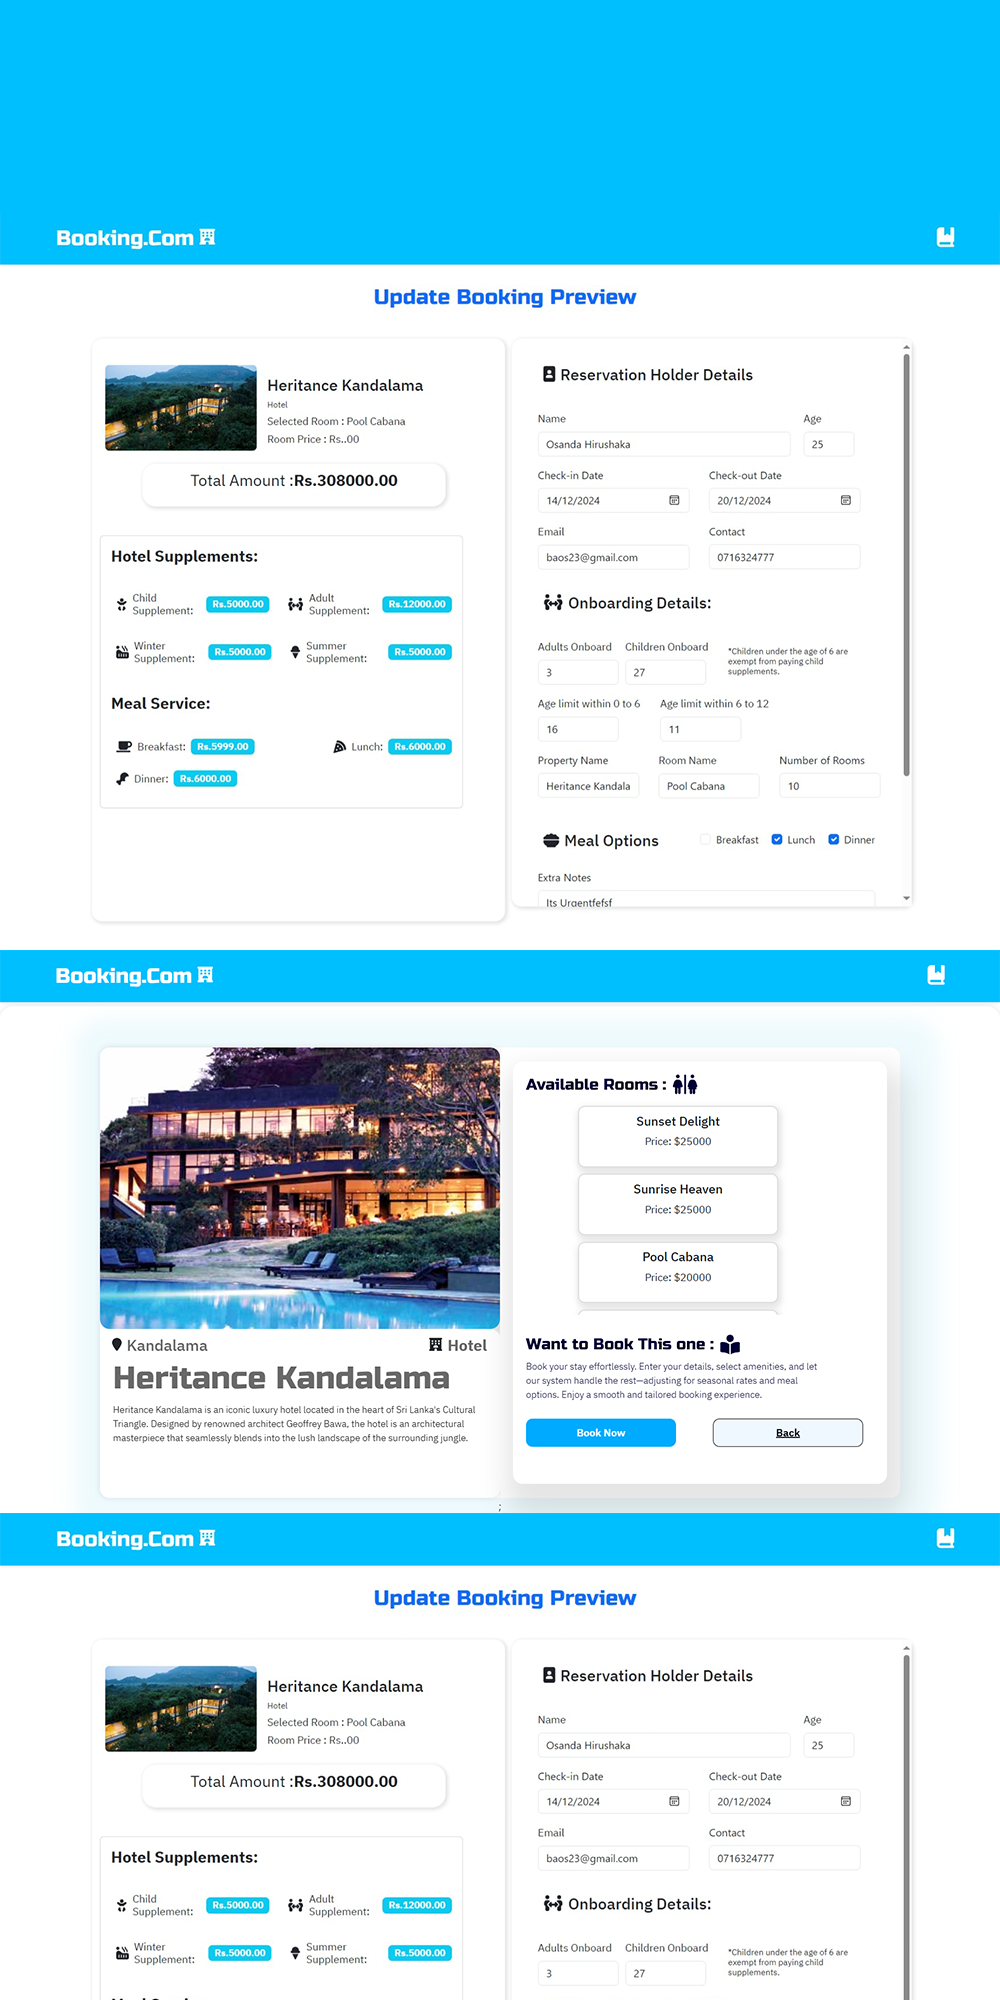 Booking.Com
Update Booking Preview
Heritance Kandalama
Hotel
Selected Room : Pool Cabana
Room Price : Rs..00
Total Amount :Rs.308000.00
Hotel Supplements:
Child Supplement: Rs.5000.00
Adult Supplement: Rs.12000.00
Winter Supplement: Rs.5000.00
Summer Supplement: Rs.5000.00
Meal Service:
Breakfast: Rs.5999.00
Lunch: Rs.6000.00
Dinner: Rs.6000.00
Reservation Holder Details
Name Age
Osanda Hirushaka 25
Check-in Date Check-out Date
14/12/2024 20/12/2024
Email Contact
baos23@gmail.com 0716324777
Onboarding Details:
Adults Onboard Children Onboard
3 27
*Children under the age of 6 are
exempt from paying child
supplements.
Age limit within 0 to 6 Age limit within 6 to 12
16 11
Property Name Room Name Number of Rooms
Heritance Kandala Pool Cabana 10
Meal Options Breakfast Lunch Dinner
Extra Notes
Its Urgentfefsf
Booking.Com
Kandalama Hotel
Heritance Kandalama
Heritance Kandalama is an iconic luxury hotel located in the heart of Sri Lanka's Cultural
Triangle. Designed by renowned architect Geoffrey Bawa, the hotel is an architectural
masterpiece that seamlessly blends into the lush landscape of the surrounding jungle.
Available Rooms :
Sunset Delight
Price: $25000
Sunrise Heaven
Price: $25000
Pool Cabana
Price: $20000
Want to Book This one :
Book your stay effortlessly. Enter your details, select amenities, and let
our system handle the rest—adjusting for seasonal rates and meal
options. Enjoy a smooth and tailored booking experience.
Book Now Back
;
Booking.Com
Update Booking Preview
Heritance Kandalama
Hotel
Selected Room : Pool Cabana
Room Price : Rs..00
Total Amount :Rs.308000.00
Hotel Supplements:
Child Supplement: Rs.5000.00
Adult Supplement: Rs.12000.00
Winter Supplement: Rs.5000.00
Summer Supplement: Rs.5000.00
Reservation Holder Details
Name Age
Osanda Hirushaka 25
Check-in Date Check-out Date
14/12/2024 20/12/2024
Email Contact
baos23@gmail.com 0716324777
Onboarding Details:
Adults Onboard Children Onboard
3 27
*Children under the age of 6 are
exempt from paying child
supplements.